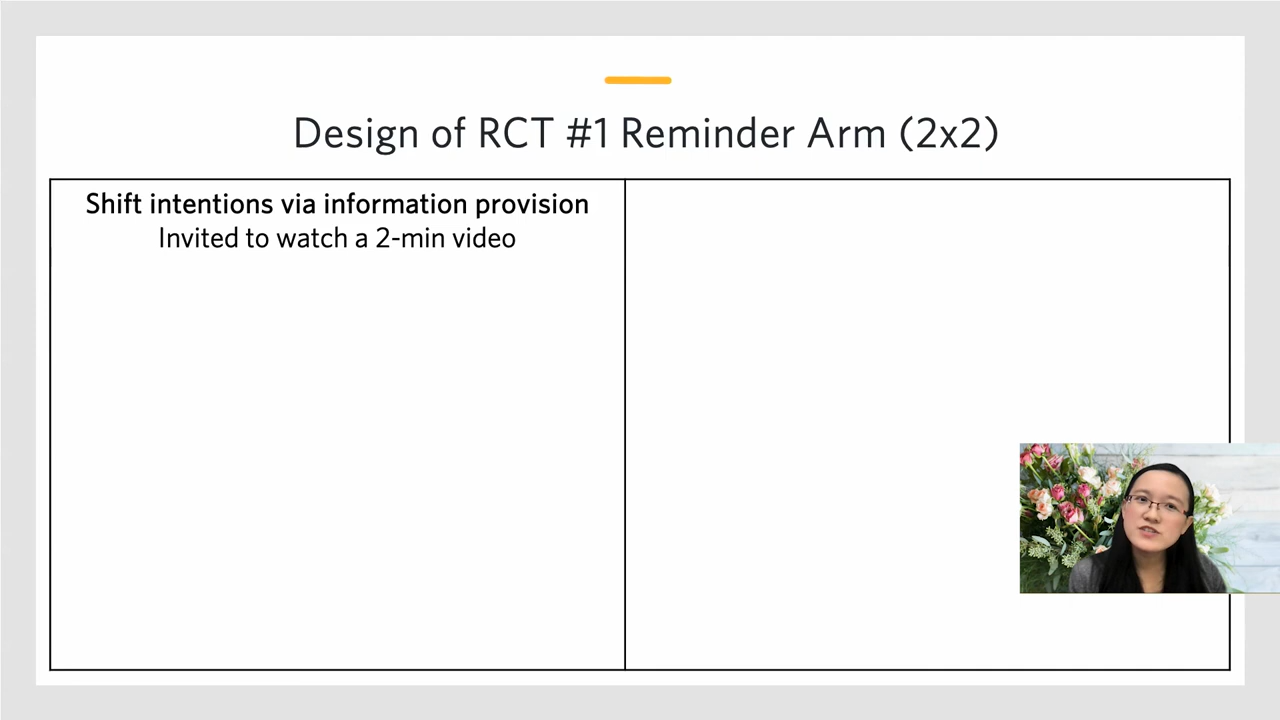 Design of RCT #1 Reminder Arm (2x2)
Shift intentions via information provision
Invited to watch a 2-min video